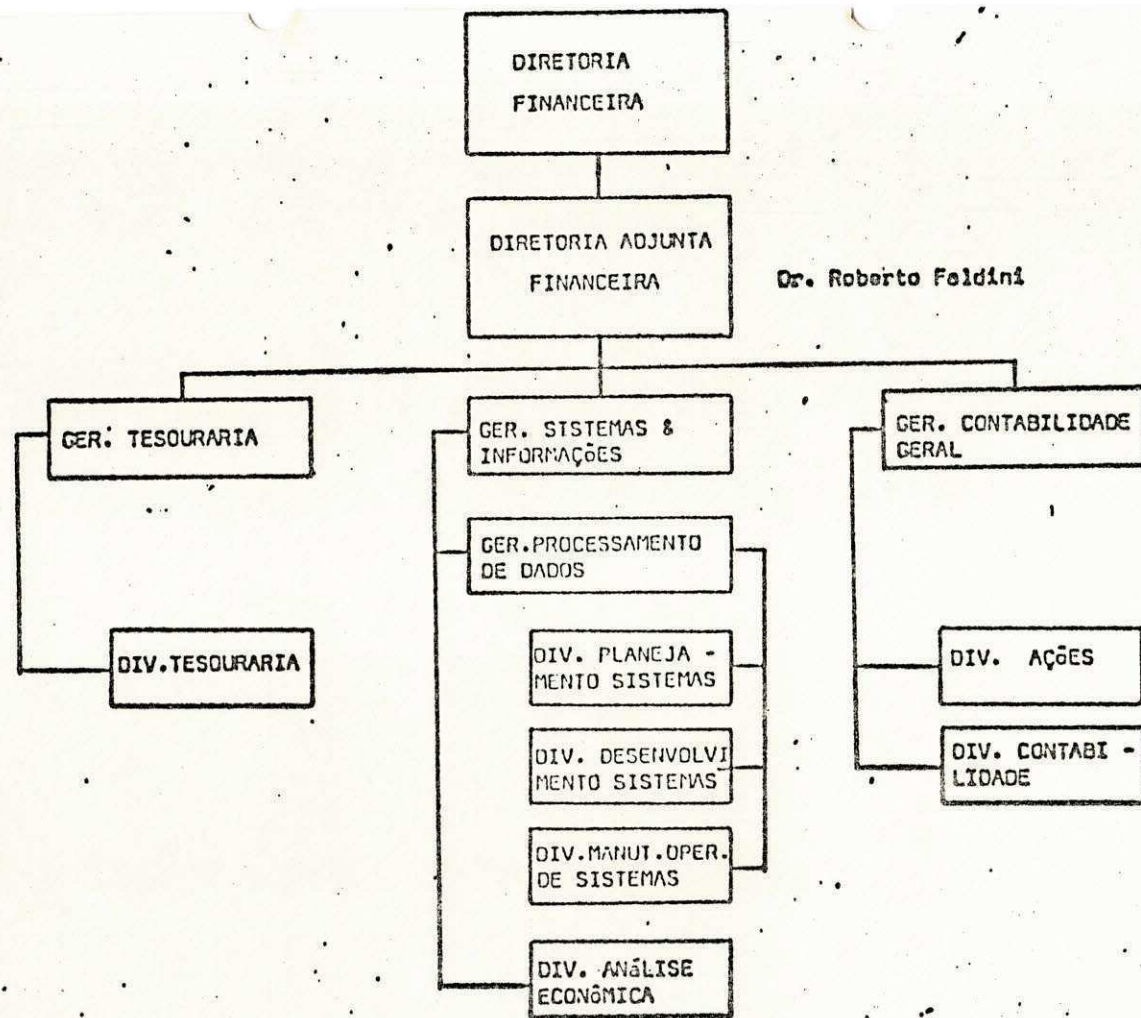 DIRETORIA
FINANCEIRA
DIRETORIA ADJUNTA
FINANCEIRA
Dr. Roberto Faldini
GER. TESOURARIA
GER. SISTEMAS &
INFORMAÇÕES
GER. CONTABILIDADE
GERAL
GER.PROCESSAMENTO
DE DADOS
DIV.TESOURARIA
DIV. PLANEJA -
MENTO SISTEMAS
DIV. AÇÕES
DIV. DESENVOLVI
MENTO SISTEMAS
DIV. CONTABI -
LIDADE
DIV.MANUT.OPER.
DE SISTEMAS
DIV. ANÁLISE
ECONÔMICA